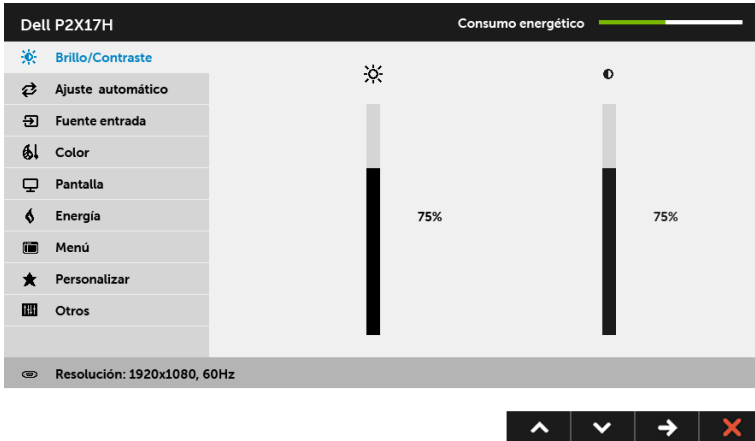 Dell P2X17H
Consumo energético
Brillo/Contraste
Ajuste automático
Fuente entrada
Color
Pantalla
Energía
Menú
Personalizar
Otros
75%
75%
Resolución: 1920x1080, 60Hz